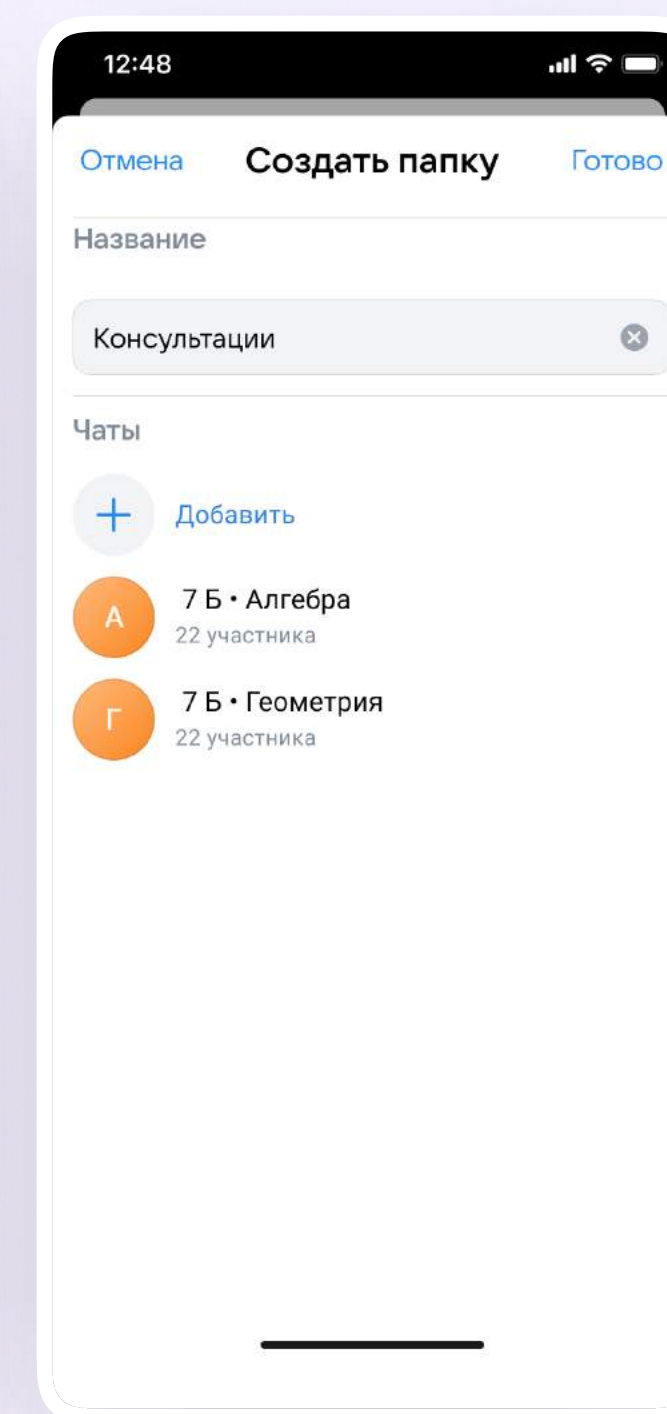 12:48
Отмена Создать папку Готово
Название
Консультации
Чаты
Добавить
А
7 Б • Алгебра
22 участника
Г
7 Б • Геометрия
22 участника